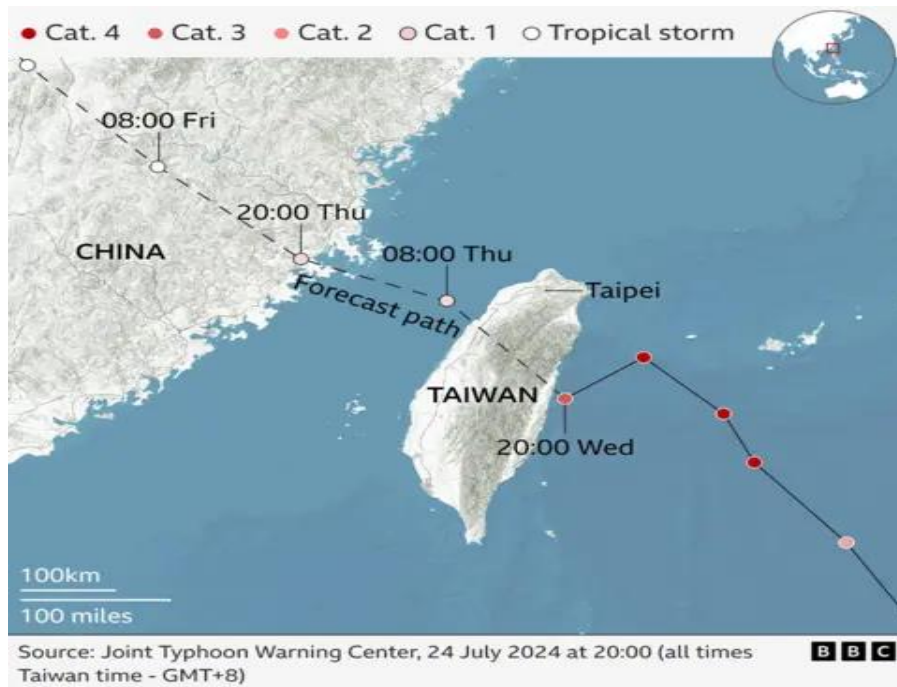 Cat. 4 Cat. 3 Cat. 2 Cat. 1 Tropical storm
08:00 Fri
20:00 Thu
CHINA
08:00 Thu
Forecast path
Taipei
TAIWAN
20:00 Wed
100km
100 miles
Source: Joint Typhoon Warning Center, 24 July 2024 at 20:00 (all times
Taiwan time - GMT+8)
BBC